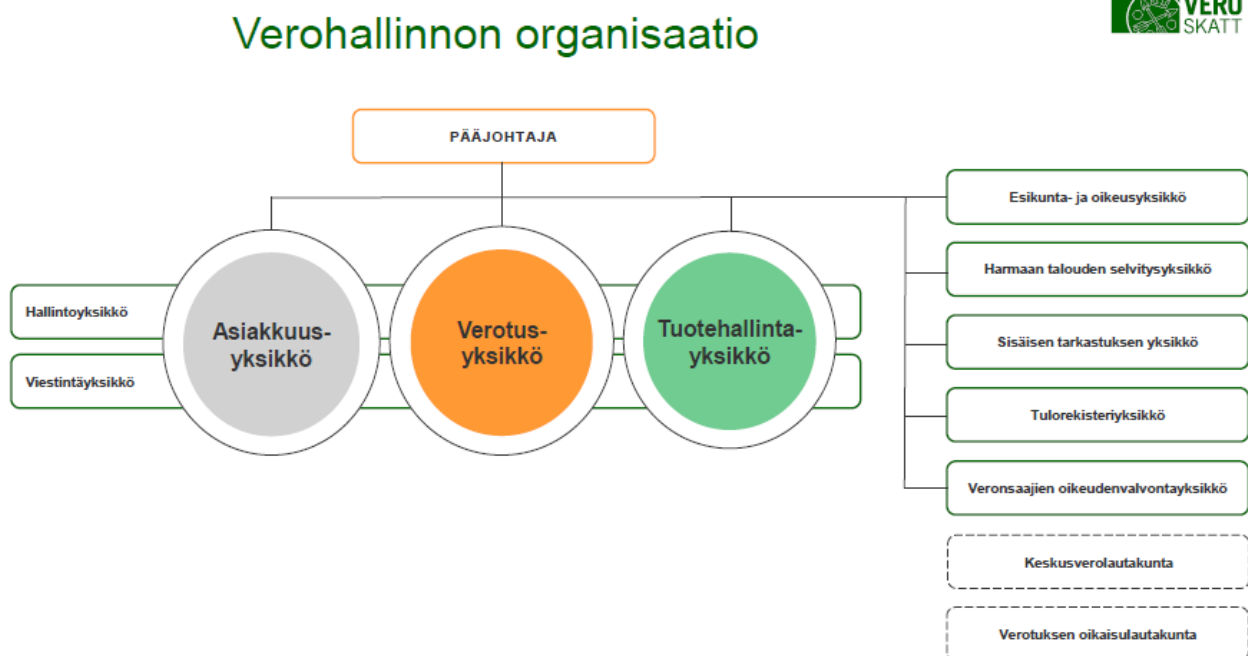 Verohallinnon organisaatio
VERO
SKATT
PÄÄJOHTAJA
Hallintoyksikkö
Viestintäyksikkö
Asiakkuus-
yksikkö
Verotus-
yksikkö
Tuotehallinta-
yksikkö
Esikunta- ja oikeusyksikkö
Harmaan talouden selvitysyksikkö
Sisäisen tarkastuksen yksikkö
Tulorekisteriyksikkö
Veronsaajien oikeudenvalvontayksikkö
Keskusverolautakunta
Verotuksen oikaisulautakunta